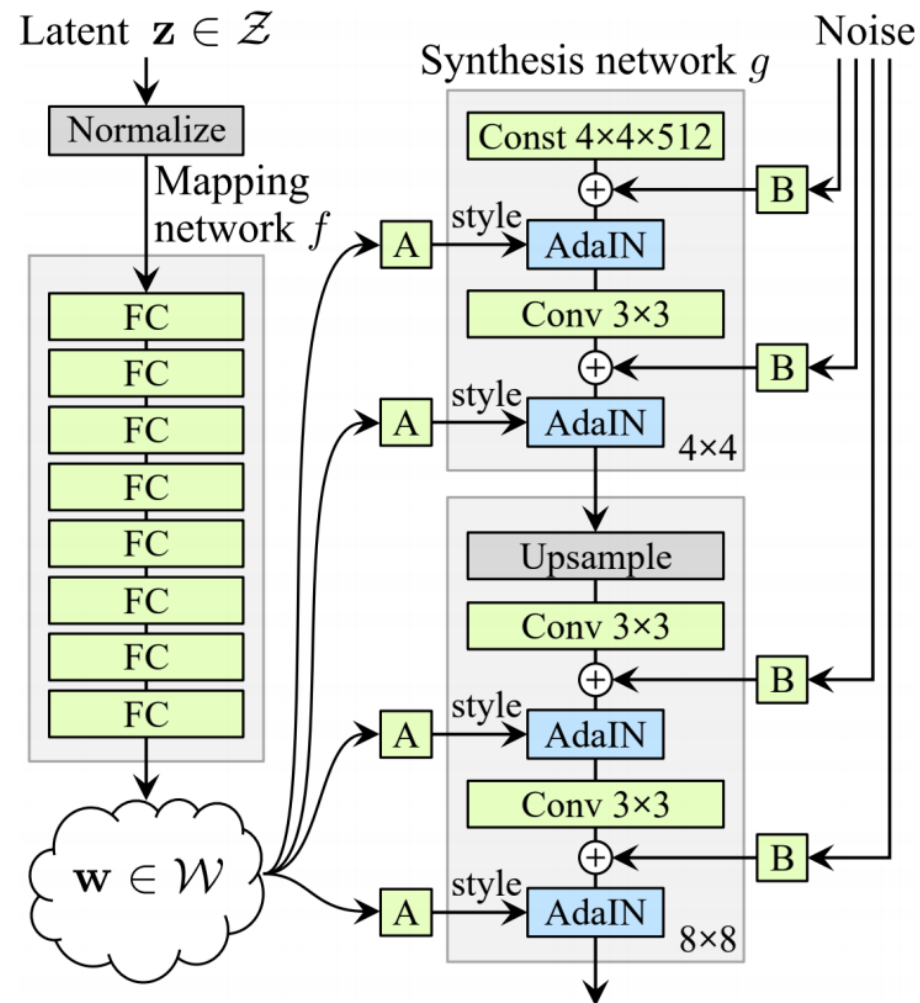 Latent z ∈ 𝒵
Noise
Synthesis network g
Normalize
Const 4×4×512
Mapping
network f
B
style
A
AdaIN
FC
Conv 3×3
FC
B
style
A
AdaIN
FC
4×4
FC
FC
Upsample
FC
Conv 3×3
FC
B
style
FC
A
AdaIN
Conv 3×3
w ∈ 𝒲
B
style
A
AdaIN
8×8